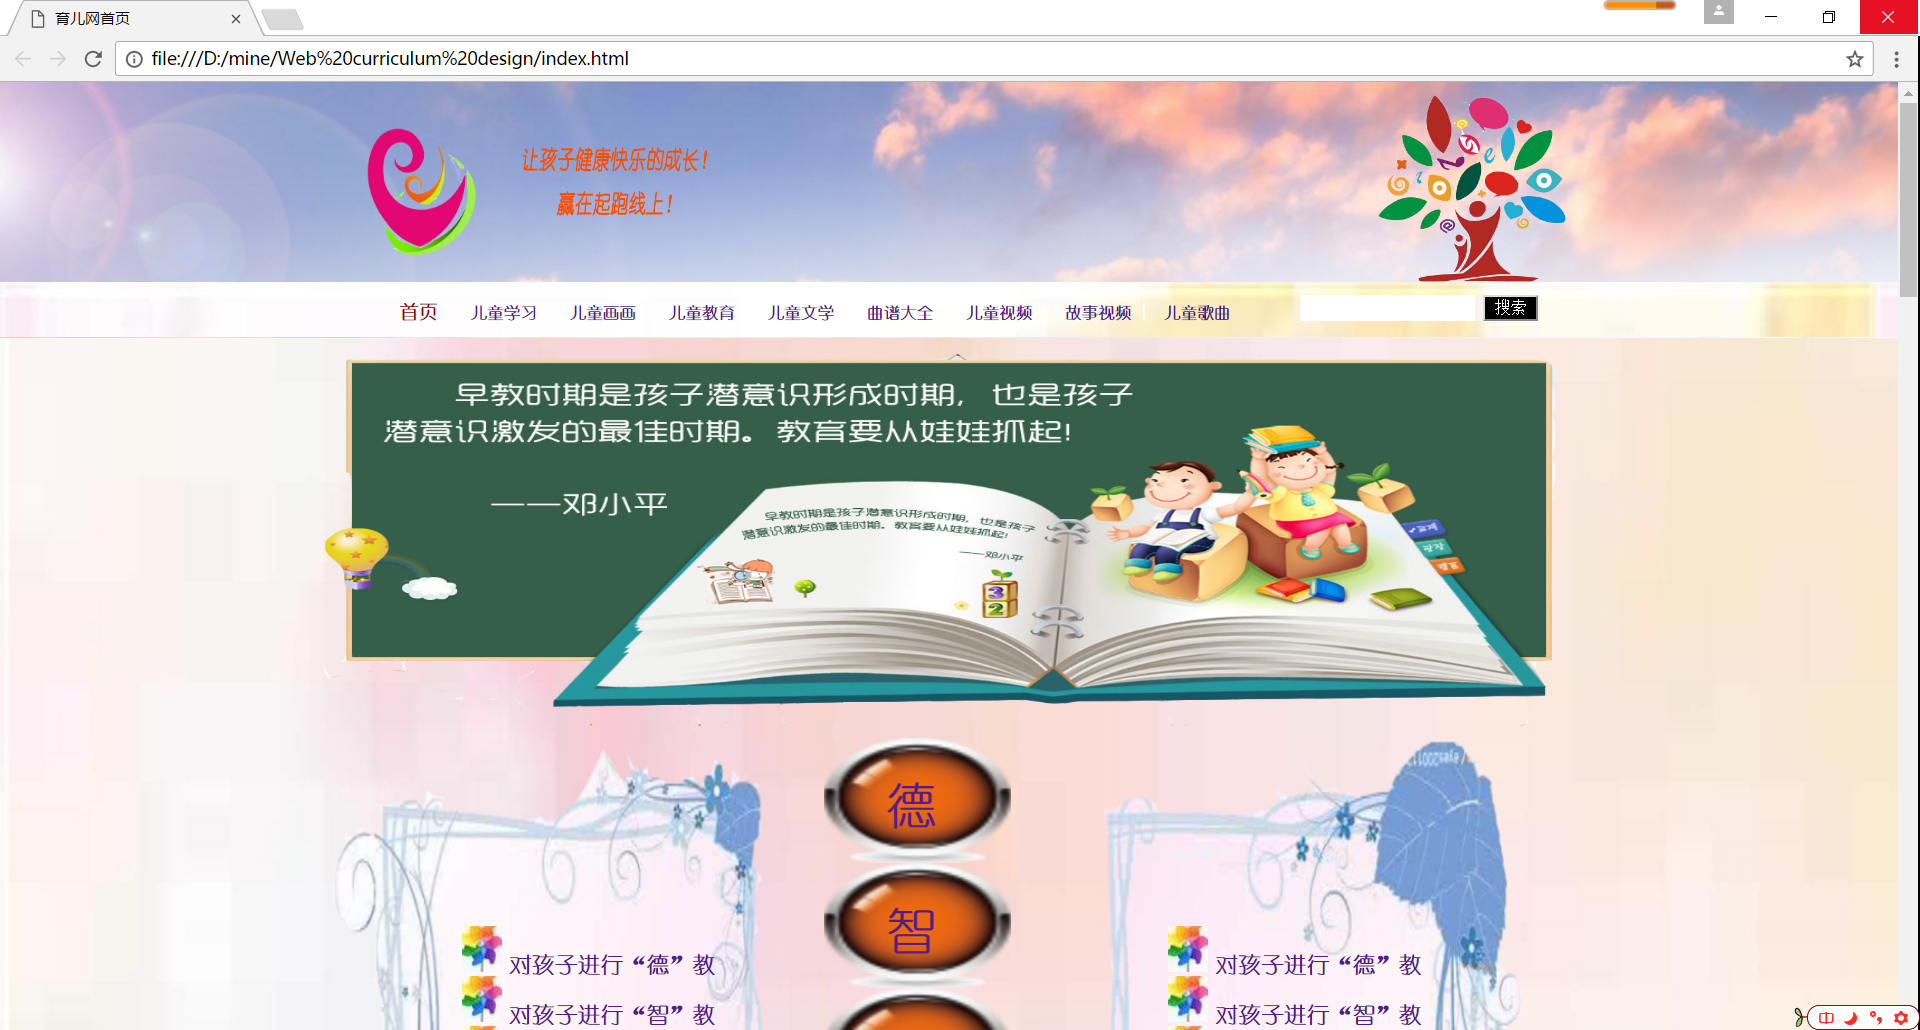 育儿网首页
file:///D:/mine/Web%20curriculum%20design/index.html
让孩子健康快乐的成长！
赢在起跑线上！
首页 儿童学习 儿童画画 儿童教育 儿童文学 曲谱大全 儿童视频 故事视频 儿童歌曲 搜索
早教时期是孩子潜意识形成时期，也是孩子
潜意识激发的最佳时期。教育要从娃娃抓起!
——邓小平
早教时期是孩子潜意识形成时期，也是孩子
潜意识激发的最佳时期。教育要从娃娃抓起!
——邓小平
3
2
德
智
对孩子进行“德”教
对孩子进行“智”教
对孩子进行“德”教
对孩子进行“智”教